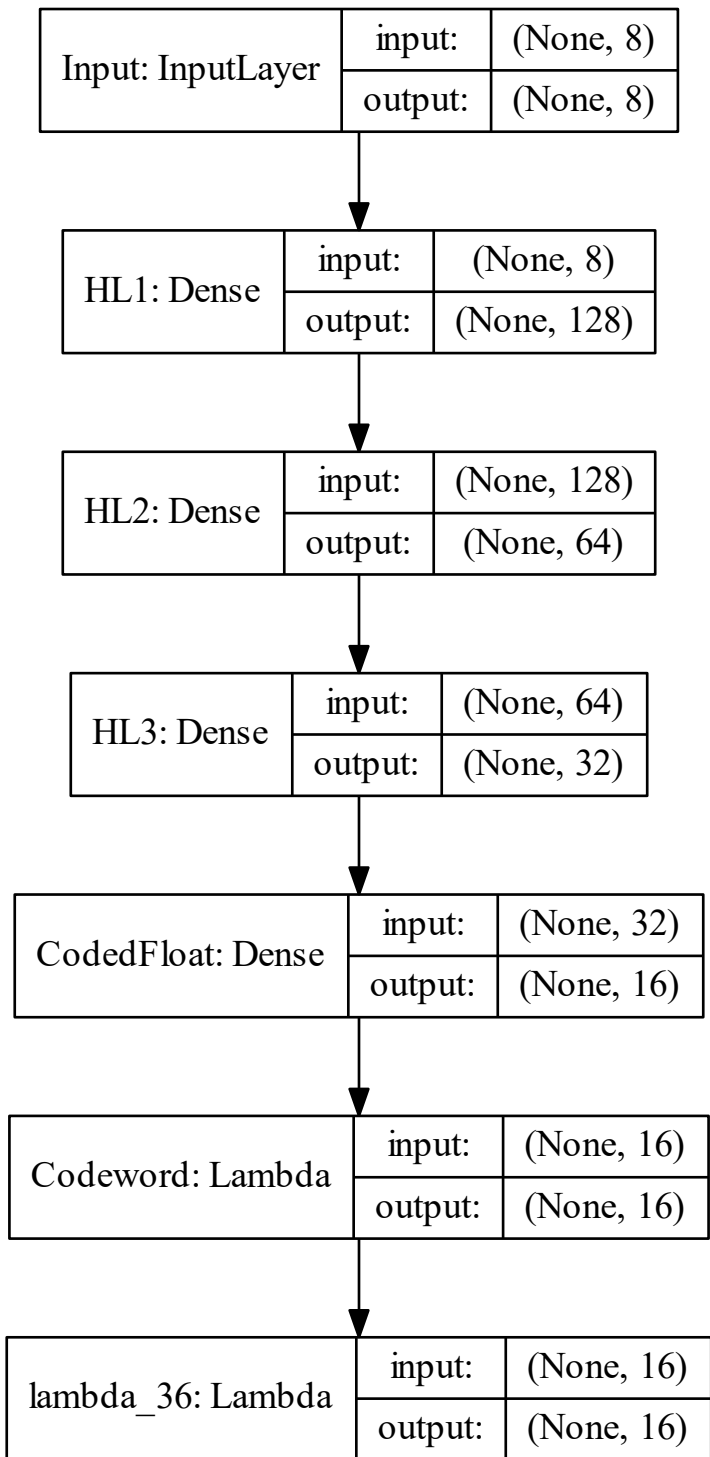 Input: InputLayer
input: (None, 8)
output: (None, 8)
HL1: Dense
input: (None, 8)
output: (None, 128)
HL2: Dense
input: (None, 128)
output: (None, 64)
HL3: Dense
input: (None, 64)
output: (None, 32)
CodedFloat: Dense
input: (None, 32)
output: (None, 16)
Codeword: Lambda
input: (None, 16)
output: (None, 16)
lambda_36: Lambda
input: (None, 16)
output: (None, 16)